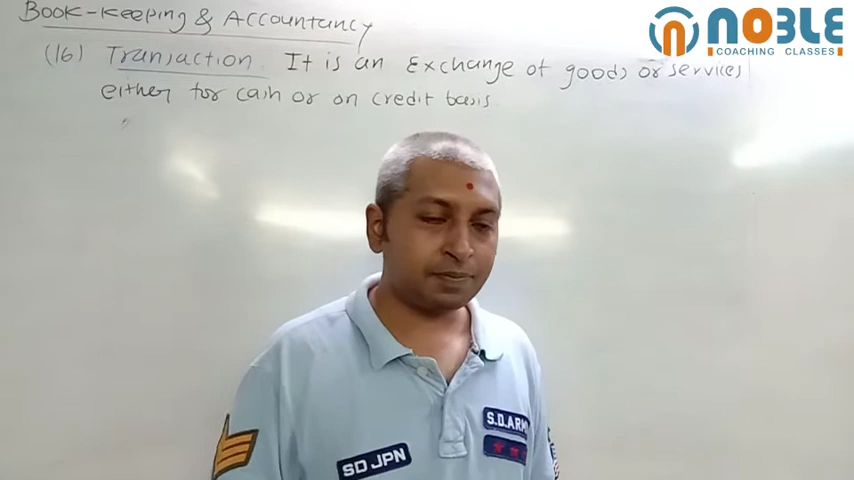 Book-Keeping & Accountancy
NOBLE
COACHING CLASSES
(16) Transaction It is an Exchange of goods or services
either for cash or on credit basis.
S.D.ARM
SD JPN